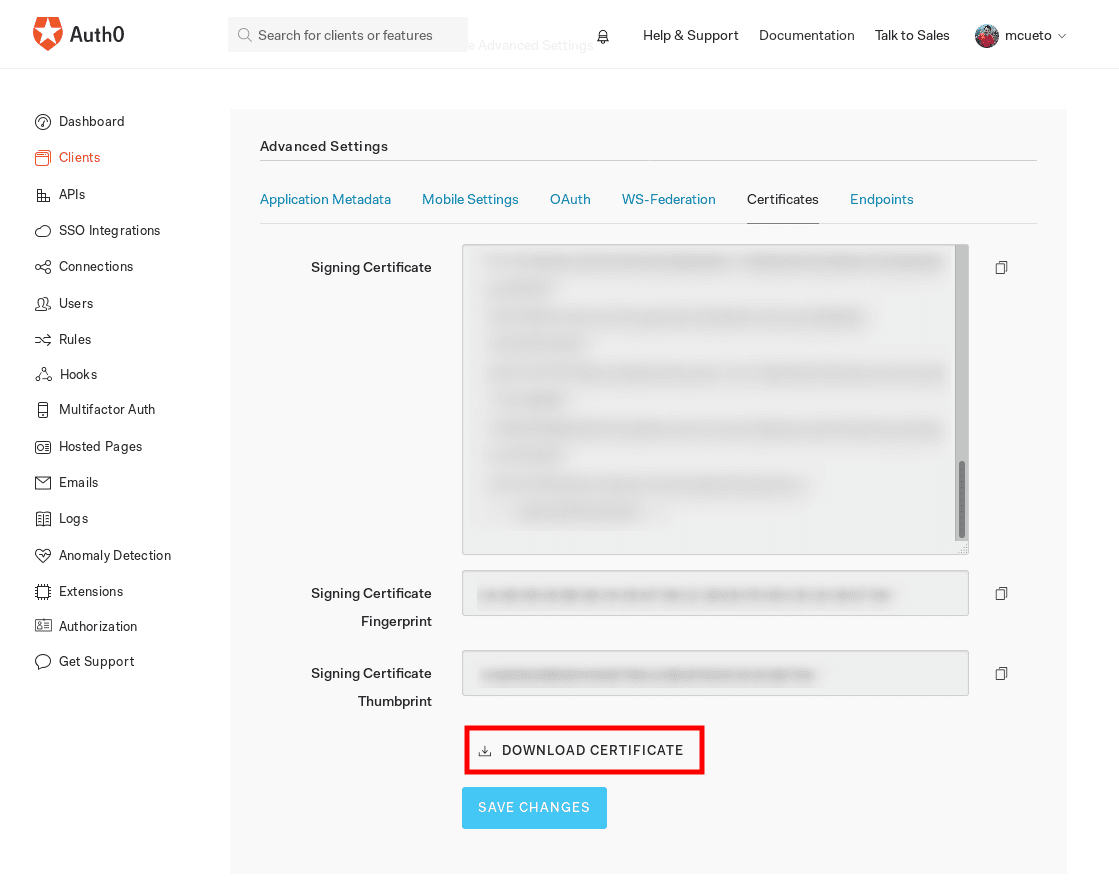 Auth0
Search for clients or features
e Advanced Settings
Help & Support
Documentation
Talk to Sales
mcueto
Dashboard
Clients
APIs
SSO Integrations
Connections
Users
Rules
Hooks
Multifactor Auth
Hosted Pages
Emails
Logs
Anomaly Detection
Extensions
Authorization
Get Support
Advanced Settings
Application Metadata
Mobile Settings
OAuth
WS-Federation
Certificates
Endpoints
Signing Certificate
Signing Certificate
Fingerprint
Signing Certificate
Thumbprint
DOWNLOAD CERTIFICATE
SAVE CHANGES